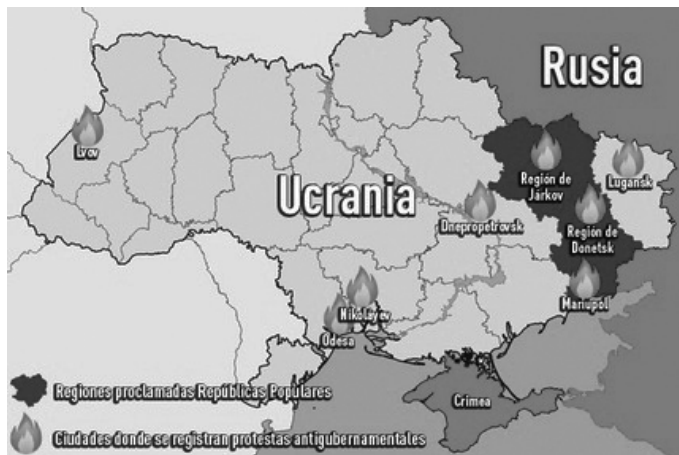 Rusia
Lvov
Región de
Járkov
Lugansk
Ucrania
Dnepropetrovsk
Región de
Donetsk
Mariupol
Nikolayev
Odesa
Regiones proclamadas Repúblicas Populares
Crimea
Ciudades donde se registran protestas antigubernamentales